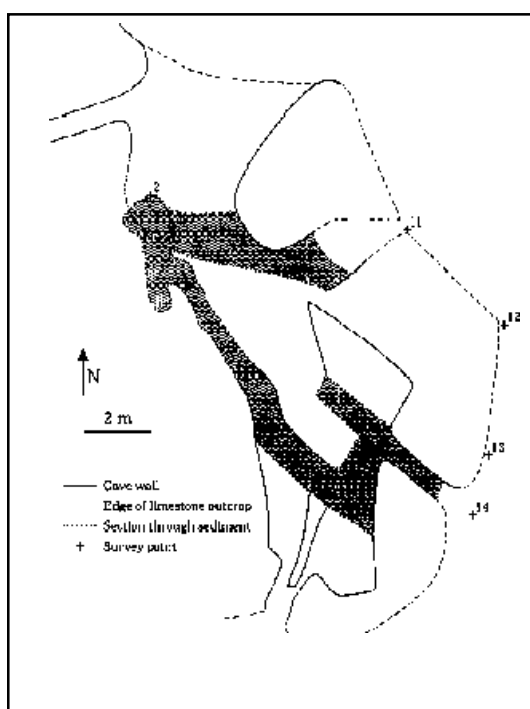 2
1
12
13
14
N
2 m
Cave wall
Edge of limestone outcrop
Section through sediment
Survey point